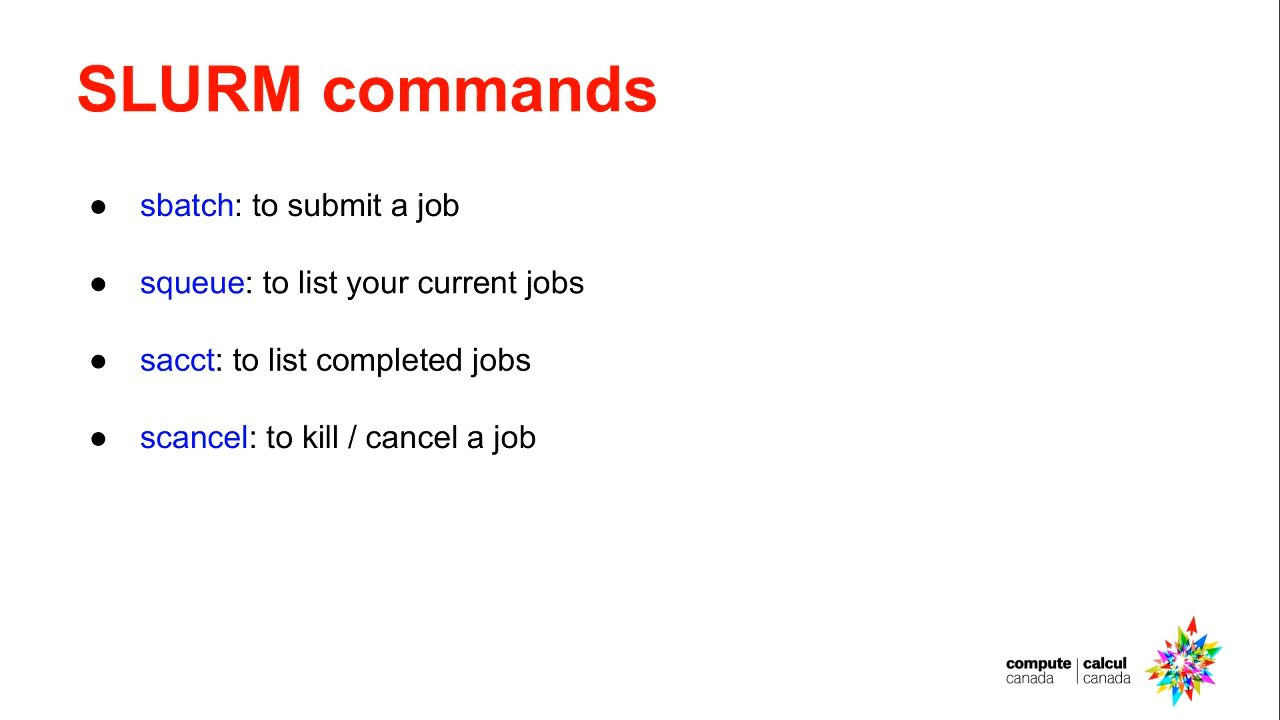 SLURM commands
● sbatch: to submit a job
● squeue: to list your current jobs
● sacct: to list completed jobs
● scancel: to kill / cancel a job
compute | calcul
canada | canada